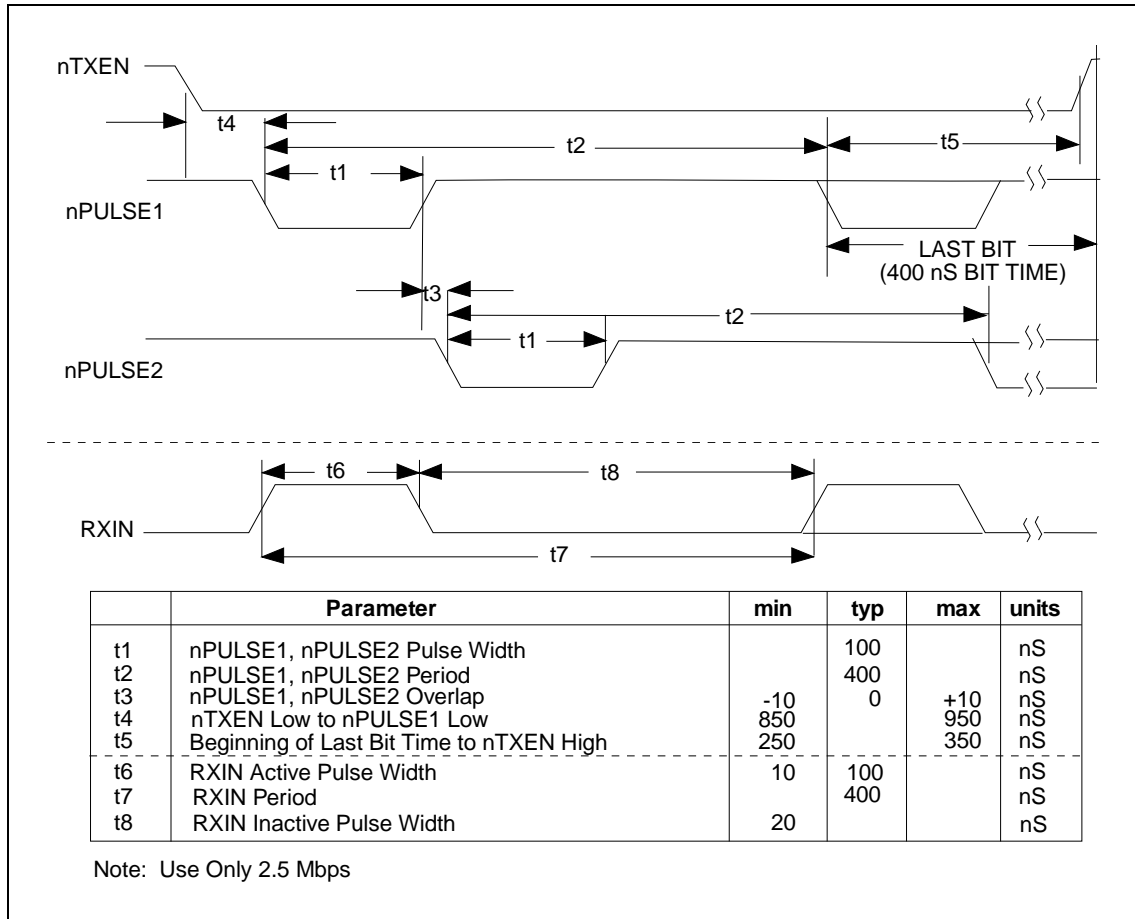 nTXEN
t4
t2
t5
t1
nPULSE1
LAST BIT
(400 nS BIT TIME)
t3
t2
t1
nPULSE2
t6
t8
RXIN
t7
Parameter min typ max units
t1 nPULSE1, nPULSE2 Pulse Width 100 nS
t2 nPULSE1, nPULSE2 Period 400 nS
t3 nPULSE1, nPULSE2 Overlap -10 0 +10 nS
t4 nTXEN Low to nPULSE1 Low 850 950 nS
t5 Beginning of Last Bit Time to nTXEN High 250 350 nS
t6 RXIN Active Pulse Width 10 100 nS
t7 RXIN Period 400 nS
t8 RXIN Inactive Pulse Width 20 nS
Note: Use Only 2.5 Mbps